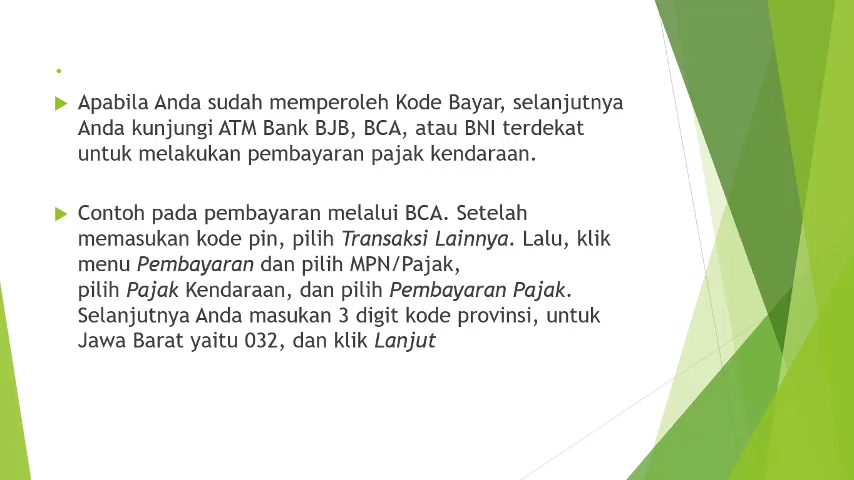 .
Apabila Anda sudah memperoleh Kode Bayar, selanjutnya
Anda kunjungi ATM Bank BJB, BCA, atau BNI terdekat
untuk melakukan pembayaran pajak kendaraan.
Contoh pada pembayaran melalui BCA. Setelah
memasukan kode pin, pilih Transaksi Lainnya. Lalu, klik
menu Pembayaran dan pilih MPN/Pajak,
pilih Pajak Kendaraan, dan pilih Pembayaran Pajak.
Selanjutnya Anda masukan 3 digit kode provinsi, untuk
Jawa Barat yaitu 032, dan klik Lanjut